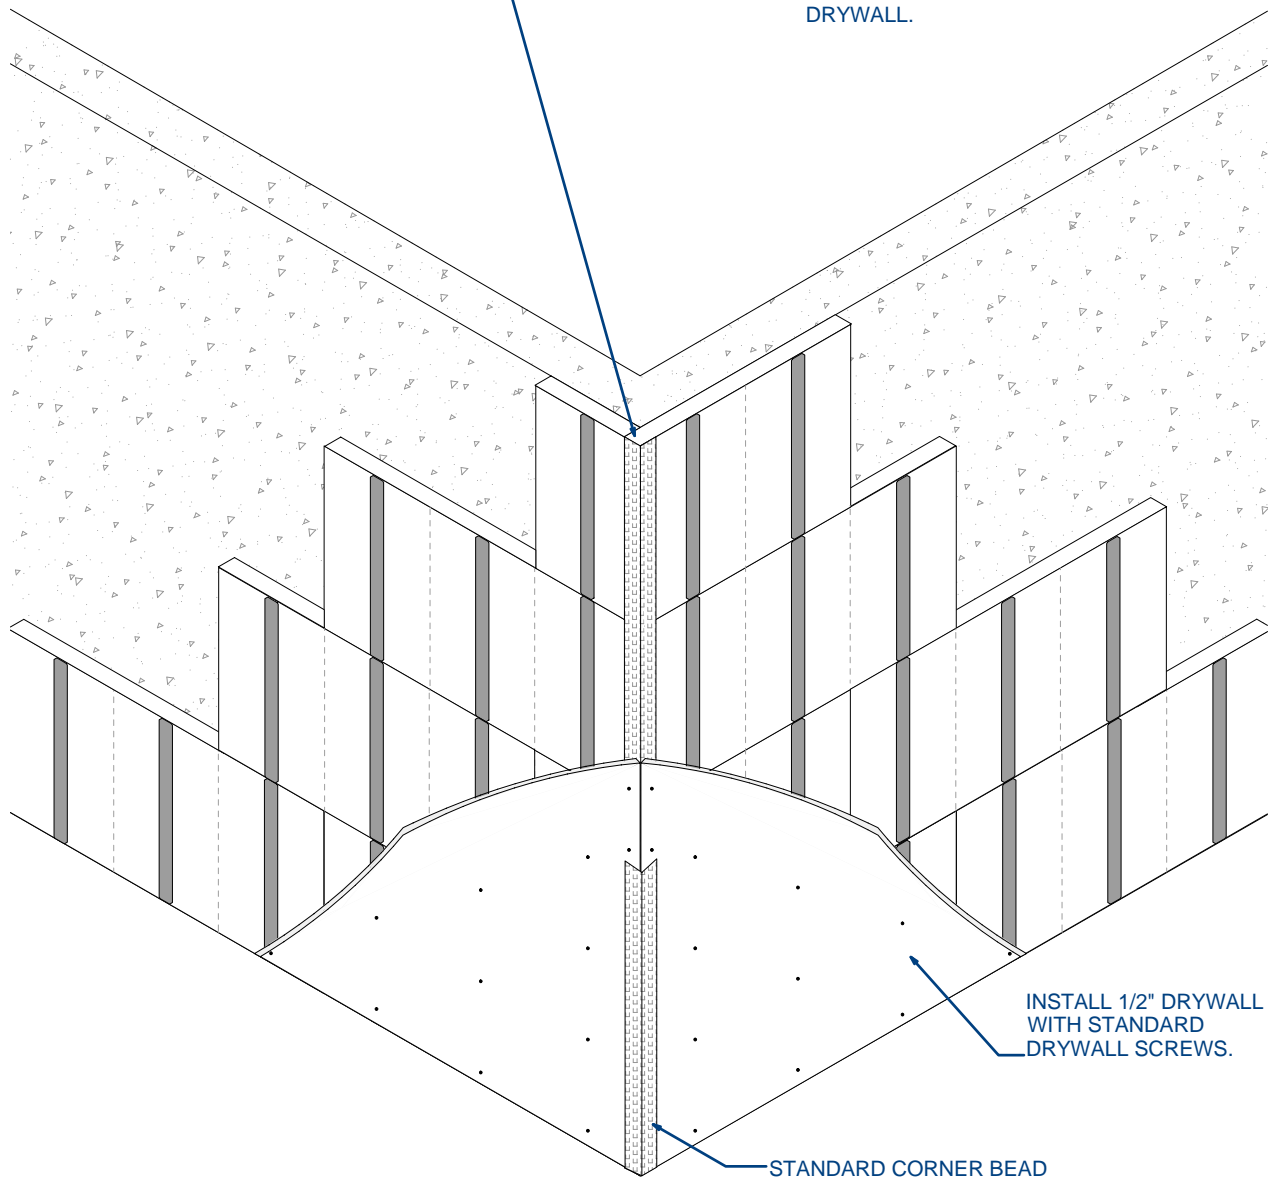 DRYWALL.
INSTALL 1/2" DRYWALL
WITH STANDARD
DRYWALL SCREWS.
STANDARD CORNER BEAD